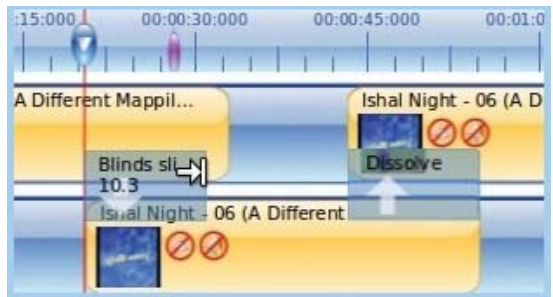 :15:000 00:00:30:000 00:00:45:000 00:01:0
A Different Mappil...
Ishal Night - 06 (A D
Blinds sli
10.3
Dissolve
Ishal Night - 06 (A Different